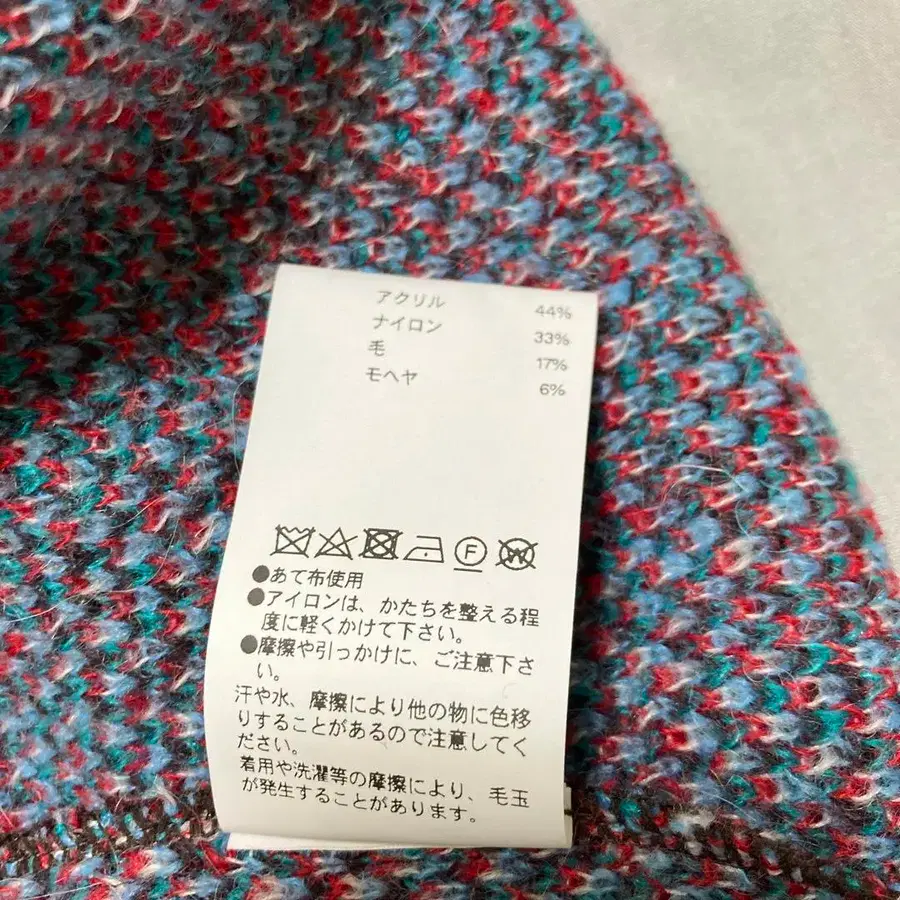 アクリル 44%
ナイロン 33%
毛 17%
モヘヤ 6%
F W
●あて布使用
●アイロンは、かたちを整える程
度に軽くかけて下さい。
●摩擦や引っかけに、ご注意下さ
い。
汗や水、摩擦により他の物に色移
りすることがあるので注意してく
ださい。
着用や洗濯等の摩擦により、毛玉
が発生することがあります。